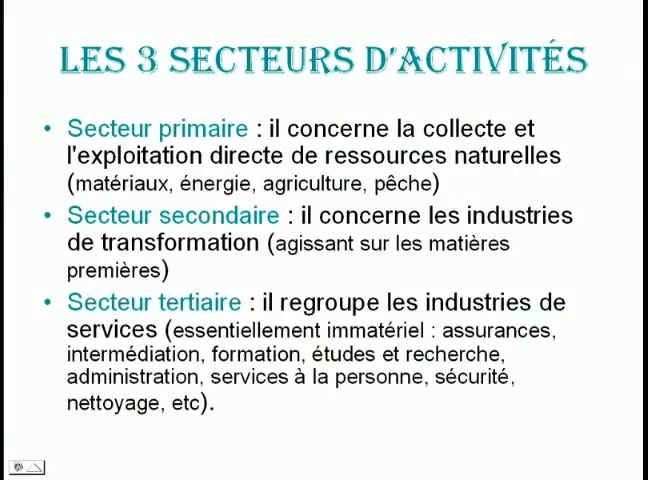 LES 3 SECTEURS D'ACTIVITÉS
• Secteur primaire : il concerne la collecte et
l'exploitation directe de ressources naturelles
(matériaux, énergie, agriculture, pêche)
• Secteur secondaire : il concerne les industries
de transformation (agissant sur les matières
premières)
• Secteur tertiaire : il regroupe les industries de
services (essentiellement immatériel : assurances,
intermédiation, formation, études et recherche,
administration, services à la personne, sécurité,
nettoyage, etc).